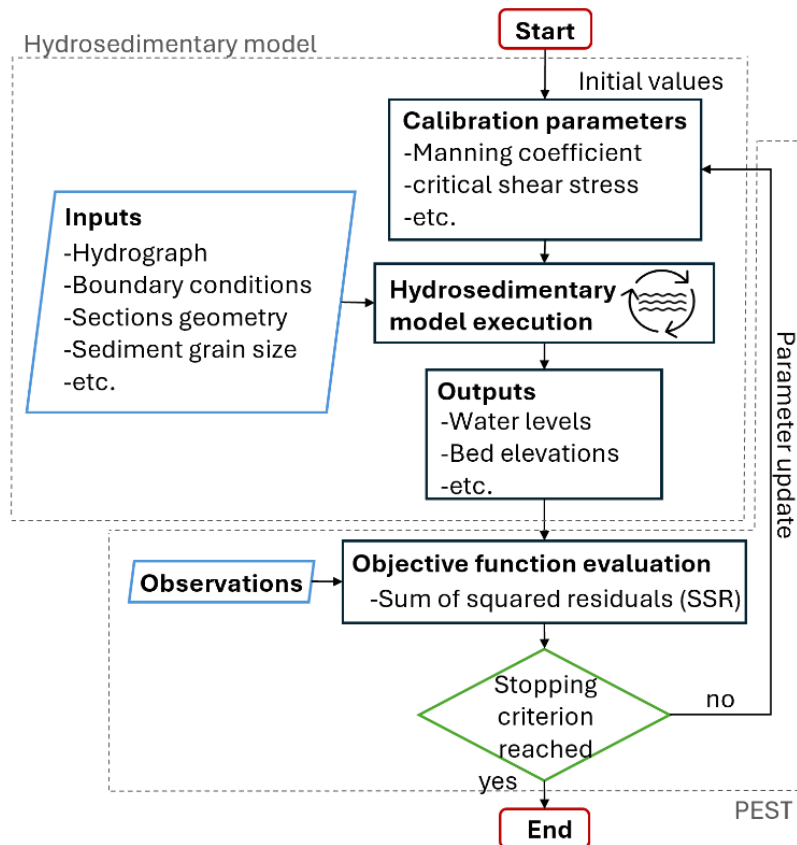 Hydrosedimentary model
Start
Initial values
Calibration parameters
-Manning coefficient
-critical shear stress
-etc.
Inputs
-Hydrograph
-Boundary conditions
-Sections geometry
-Sediment grain size
-etc.
Hydrosedimentary
model execution
Outputs
-Water levels
-Bed elevations
-etc.
Parameter update
Observations
Objective function evaluation
-Sum of squared residuals (SSR)
Stopping
criterion
reached
no
yes
PEST
End